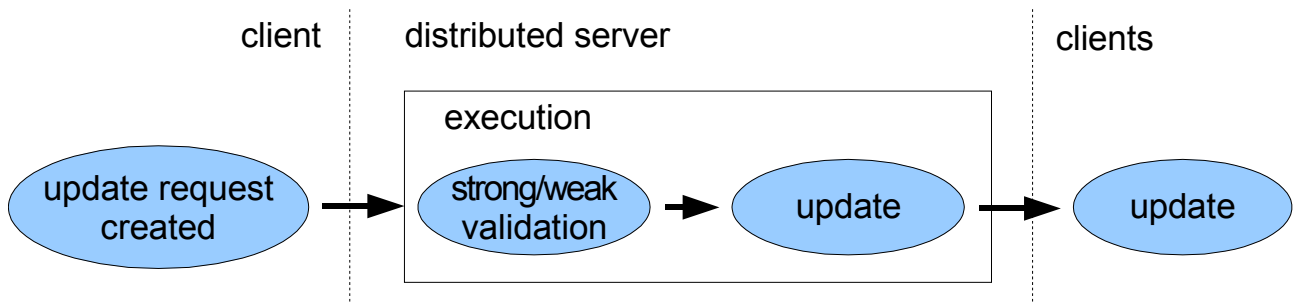 client
distributed server
clients
execution
update request
created
strong/weak
validation
update
update